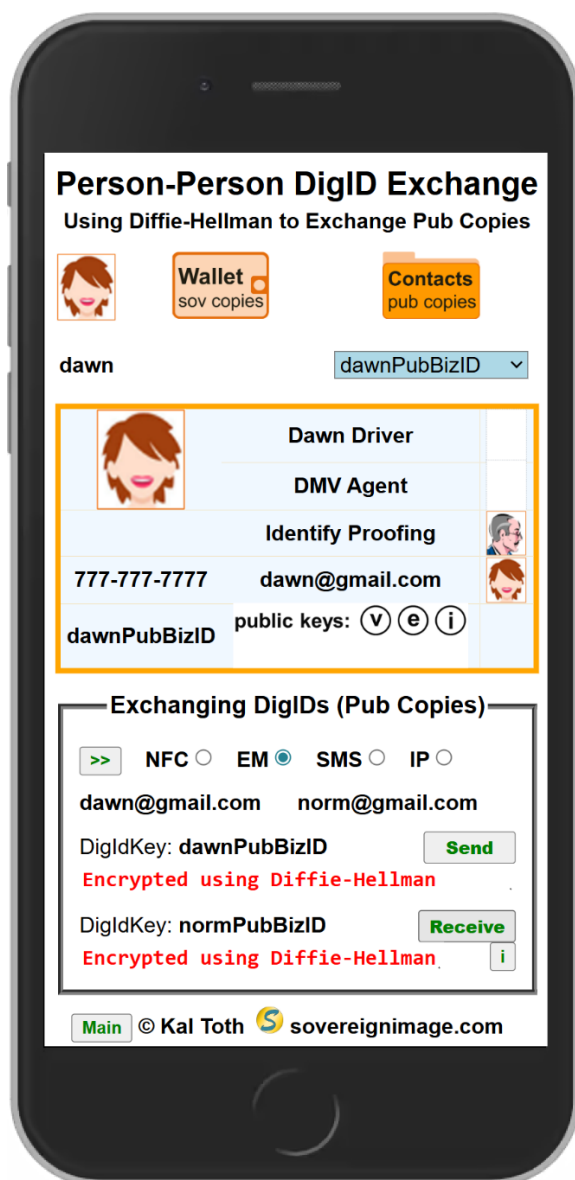 Person-Person DigID Exchange
Using Diffie-Hellman to Exchange Pub Copies
Wallet
sov copies
Contacts
pub copies
dawn
dawnPubBizID
Dawn Driver
DMV Agent
Identify Proofing
777-777-7777 dawn@gmail.com
dawnPubBizID
public keys: v e i
Exchanging DigIDs (Pub Copies)
>> NFC EM SMS IP
dawn@gmail.com norm@gmail.com
DigIdKey: dawnPubBizID Send
Encrypted using Diffie-Hellman
DigIdKey: normPubBizID Receive
Encrypted using Diffie-Hellman i
Main © Kal Toth S sovereignimage.com